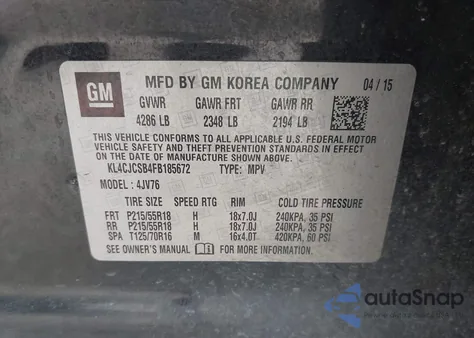 GM
MFD BY GM KOREA COMPANY 04 / 15
GVWR GAWR FRT GAWR RR
4286 LB 2348 LB 2194 LB
THIS VEHICLE CONFORMS TO ALL APPLICABLE U.S. FEDERAL MOTOR
VEHICLE SAFETY AND THEFT PREVENTION STANDARDS IN EFFECT
ON THE DATE OF MANUFACTURE SHOWN ABOVE.
KL4CJCSB4FB185672 TYPE: MPV
MODEL: 4JV76
TIRE SIZE SPEED RTG RIM COLD TIRE PRESSURE
FRT P215/55R18 H 18x7.0J 240KPA, 35 PSI
RR P215/55R18 H 18x7.0J 240KPA, 35 PSI
SPA T125/70R16 M 16x4.0T 420KPA, 60 PSI
SEE OWNER'S MANUAL FOR MORE INFORMATION.
autoSnap